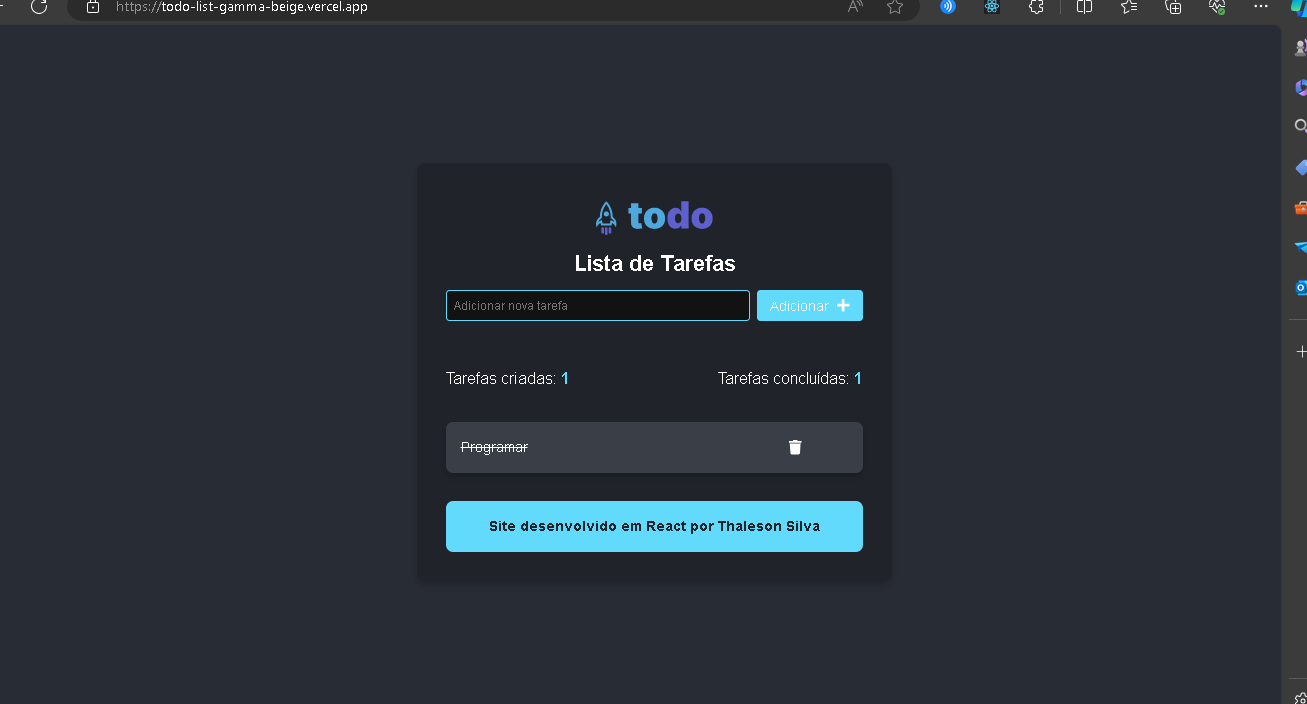 https://todo-list-gamma-beige.vercel.app
todo
Lista de Tarefas
Adicionar nova tarefa
Adicionar
Tarefas criadas: 1
Tarefas concluídas: 1
Programar
Site desenvolvido em React por Thaleson Silva